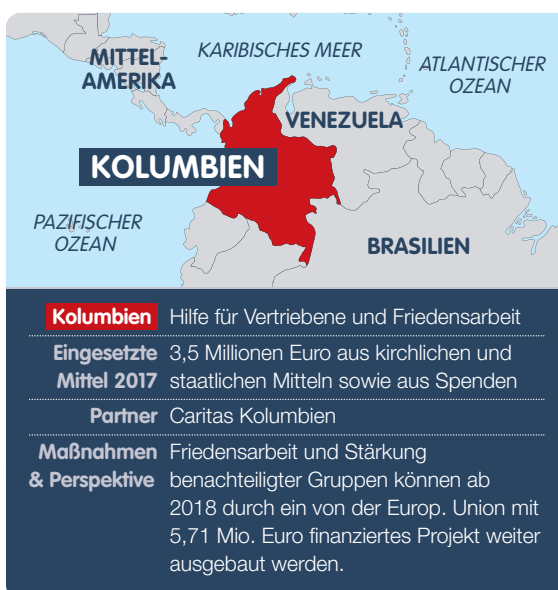 MITTEL-
AMERIKA
KARIBISCHES MEER
ATLANTISCHER
OZEAN
VENEZUELA
KOLUMBIEN
PAZIFISCHER
OZEAN
BRASILIEN
Kolumbien Hilfe für Vertriebene und Friedensarbeit
Eingesetzte 3,5 Millionen Euro aus kirchlichen und
Mittel 2017 staatlichen Mitteln sowie aus Spenden
Partner Caritas Kolumbien
Maßnahmen Friedensarbeit und Stärkung
& Perspektive benachteiligter Gruppen können ab
2018 durch ein von der Europ. Union mit
5,71 Mio. Euro finanziertes Projekt weiter
ausgebaut werden.